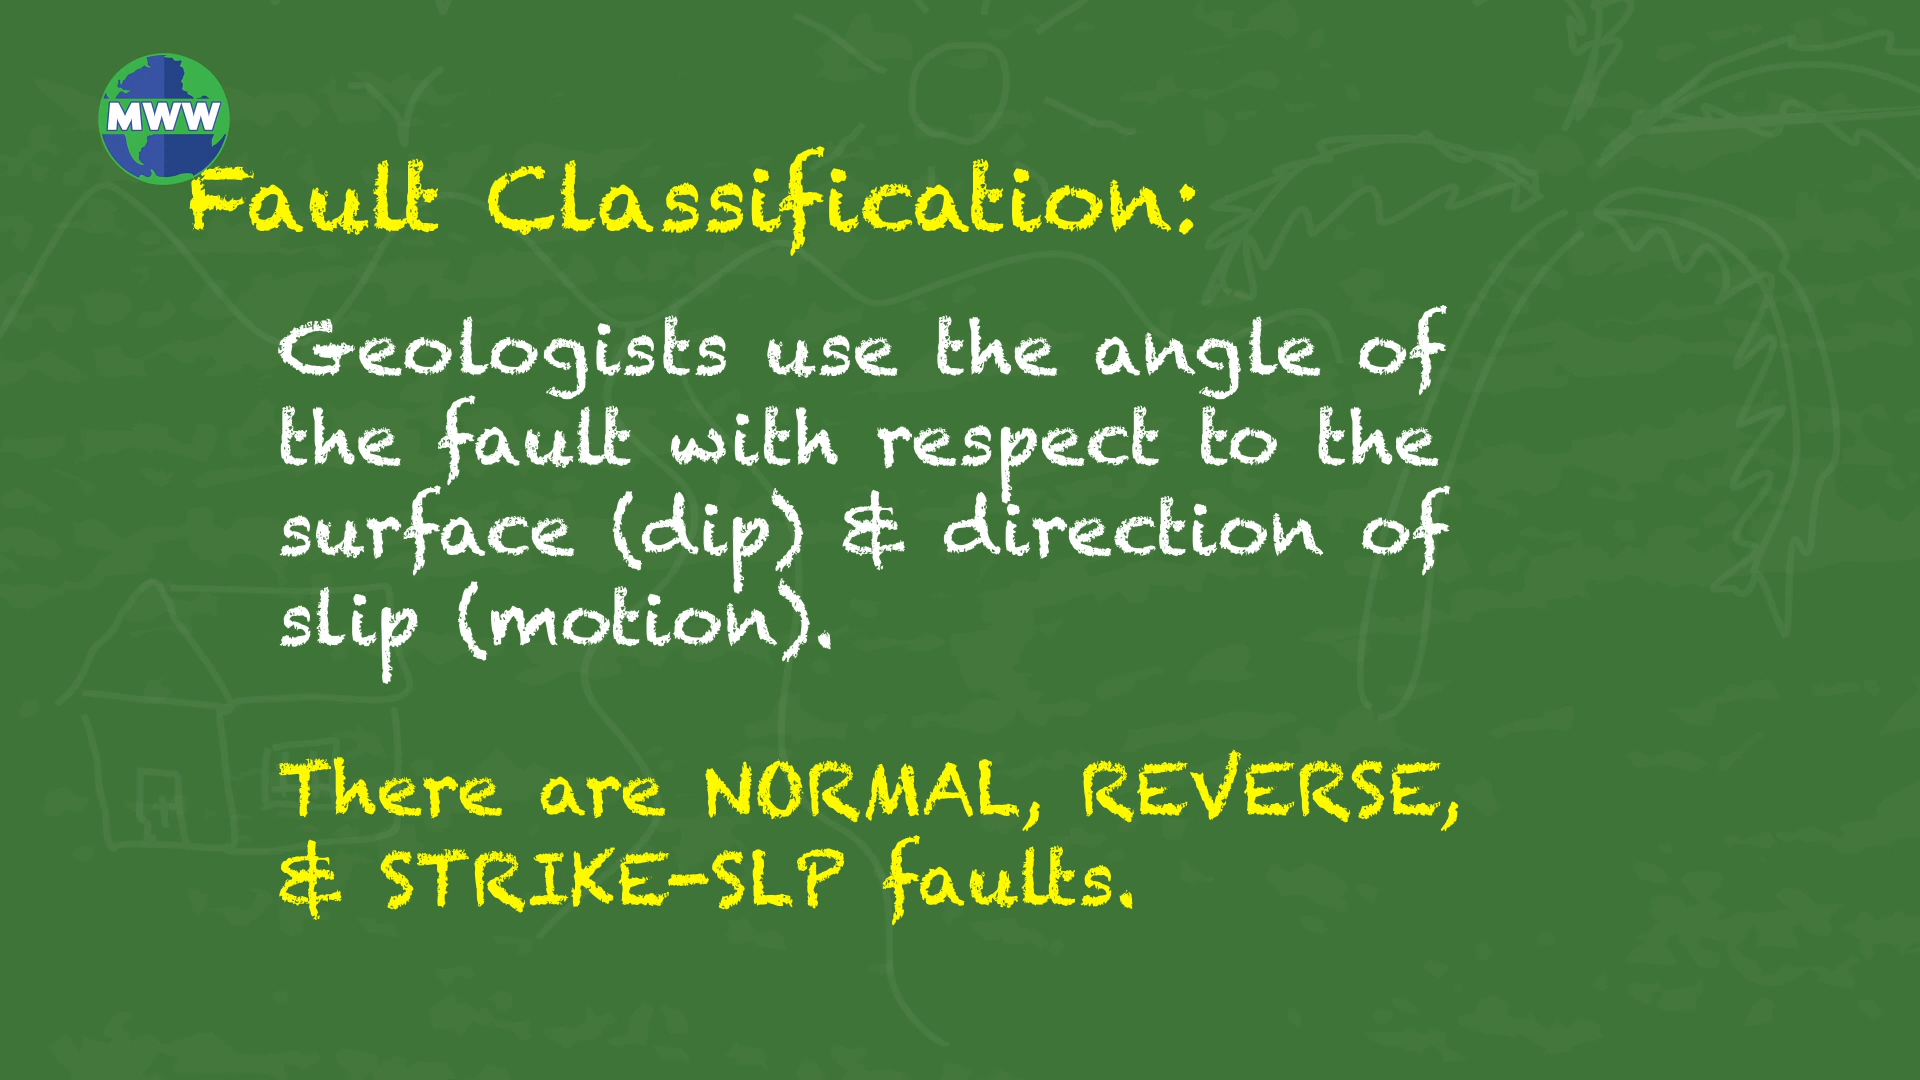 MWW
Fault Classification:
Geologists use the angle of
the fault with respect to the
surface (dip) & direction of
slip (motion).
There are NORMAL, REVERSE,
& STRIKE-SLP faults.